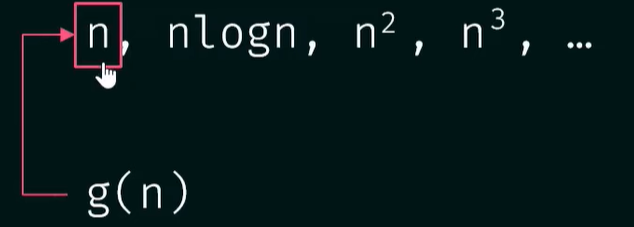 n, nlogn, n², n³, …
g(n)